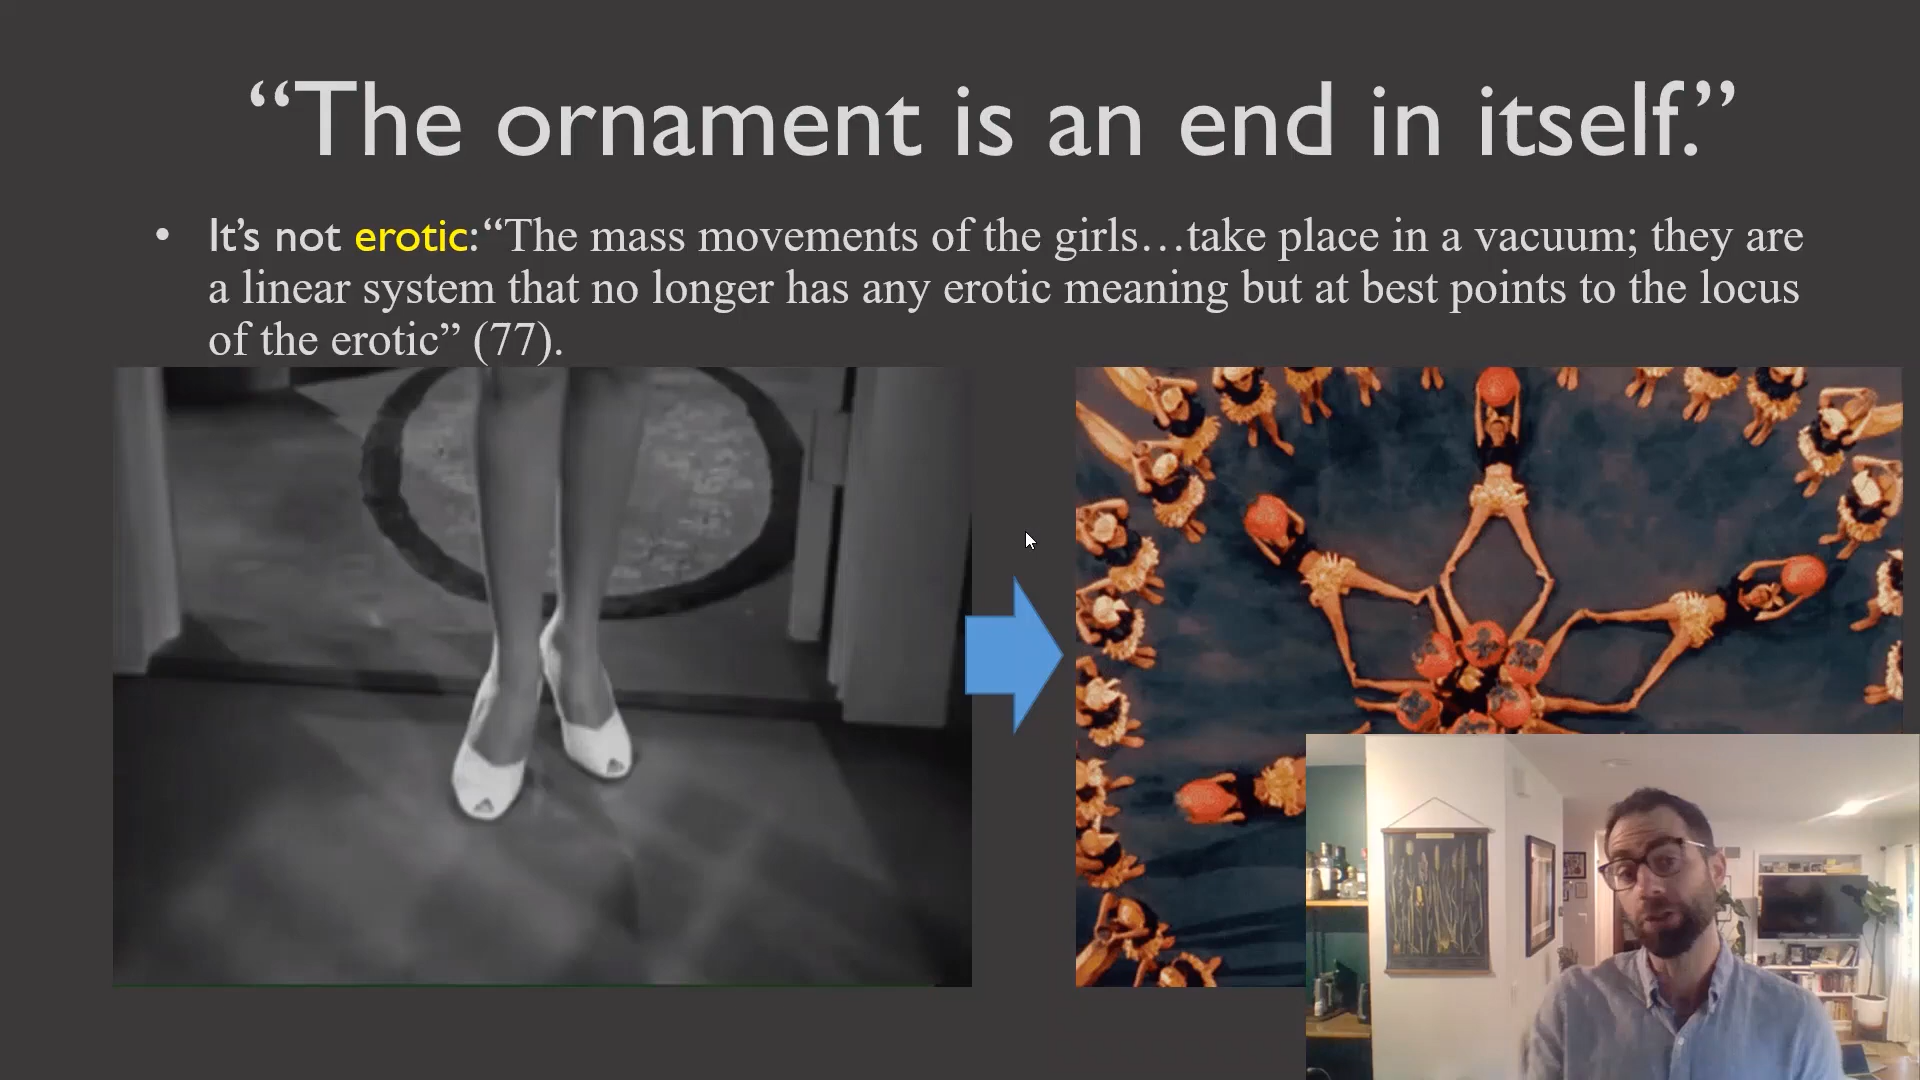 “The ornament is an end in itself.”
• It’s not erotic: “The mass movements of the girls…take place in a vacuum; they are
a linear system that no longer has any erotic meaning but at best points to the locus
of the erotic” (77).